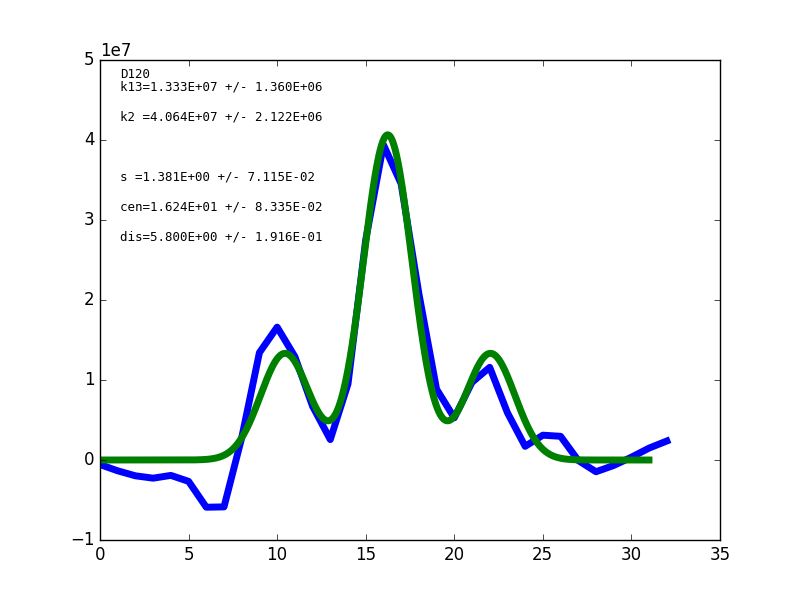 1e7
D120
k13=1.333E+07 +/- 1.360E+06
k2 =4.064E+07 +/- 2.122E+06
s =1.381E+00 +/- 7.115E-02
cen=1.624E+01 +/- 8.335E-02
dis=5.800E+00 +/- 1.916E-01
5
4
3
2
1
0
−1
0 5 10 15 20 25 30 35